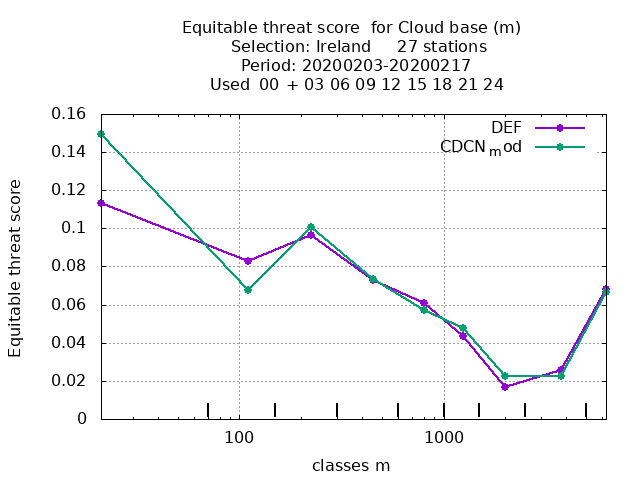 Equitable threat score  for Cloud base (m)
Selection: Ireland     27 stations
Period: 20200203-20200217
Used  00 + 03 06 09 12 15 18 21 24
0.16
DEF
CDCN_mod
0.14
0.12
0.1
0.08
0.06
0.04
0.02
0
Equitable threat score
100
1000
classes m